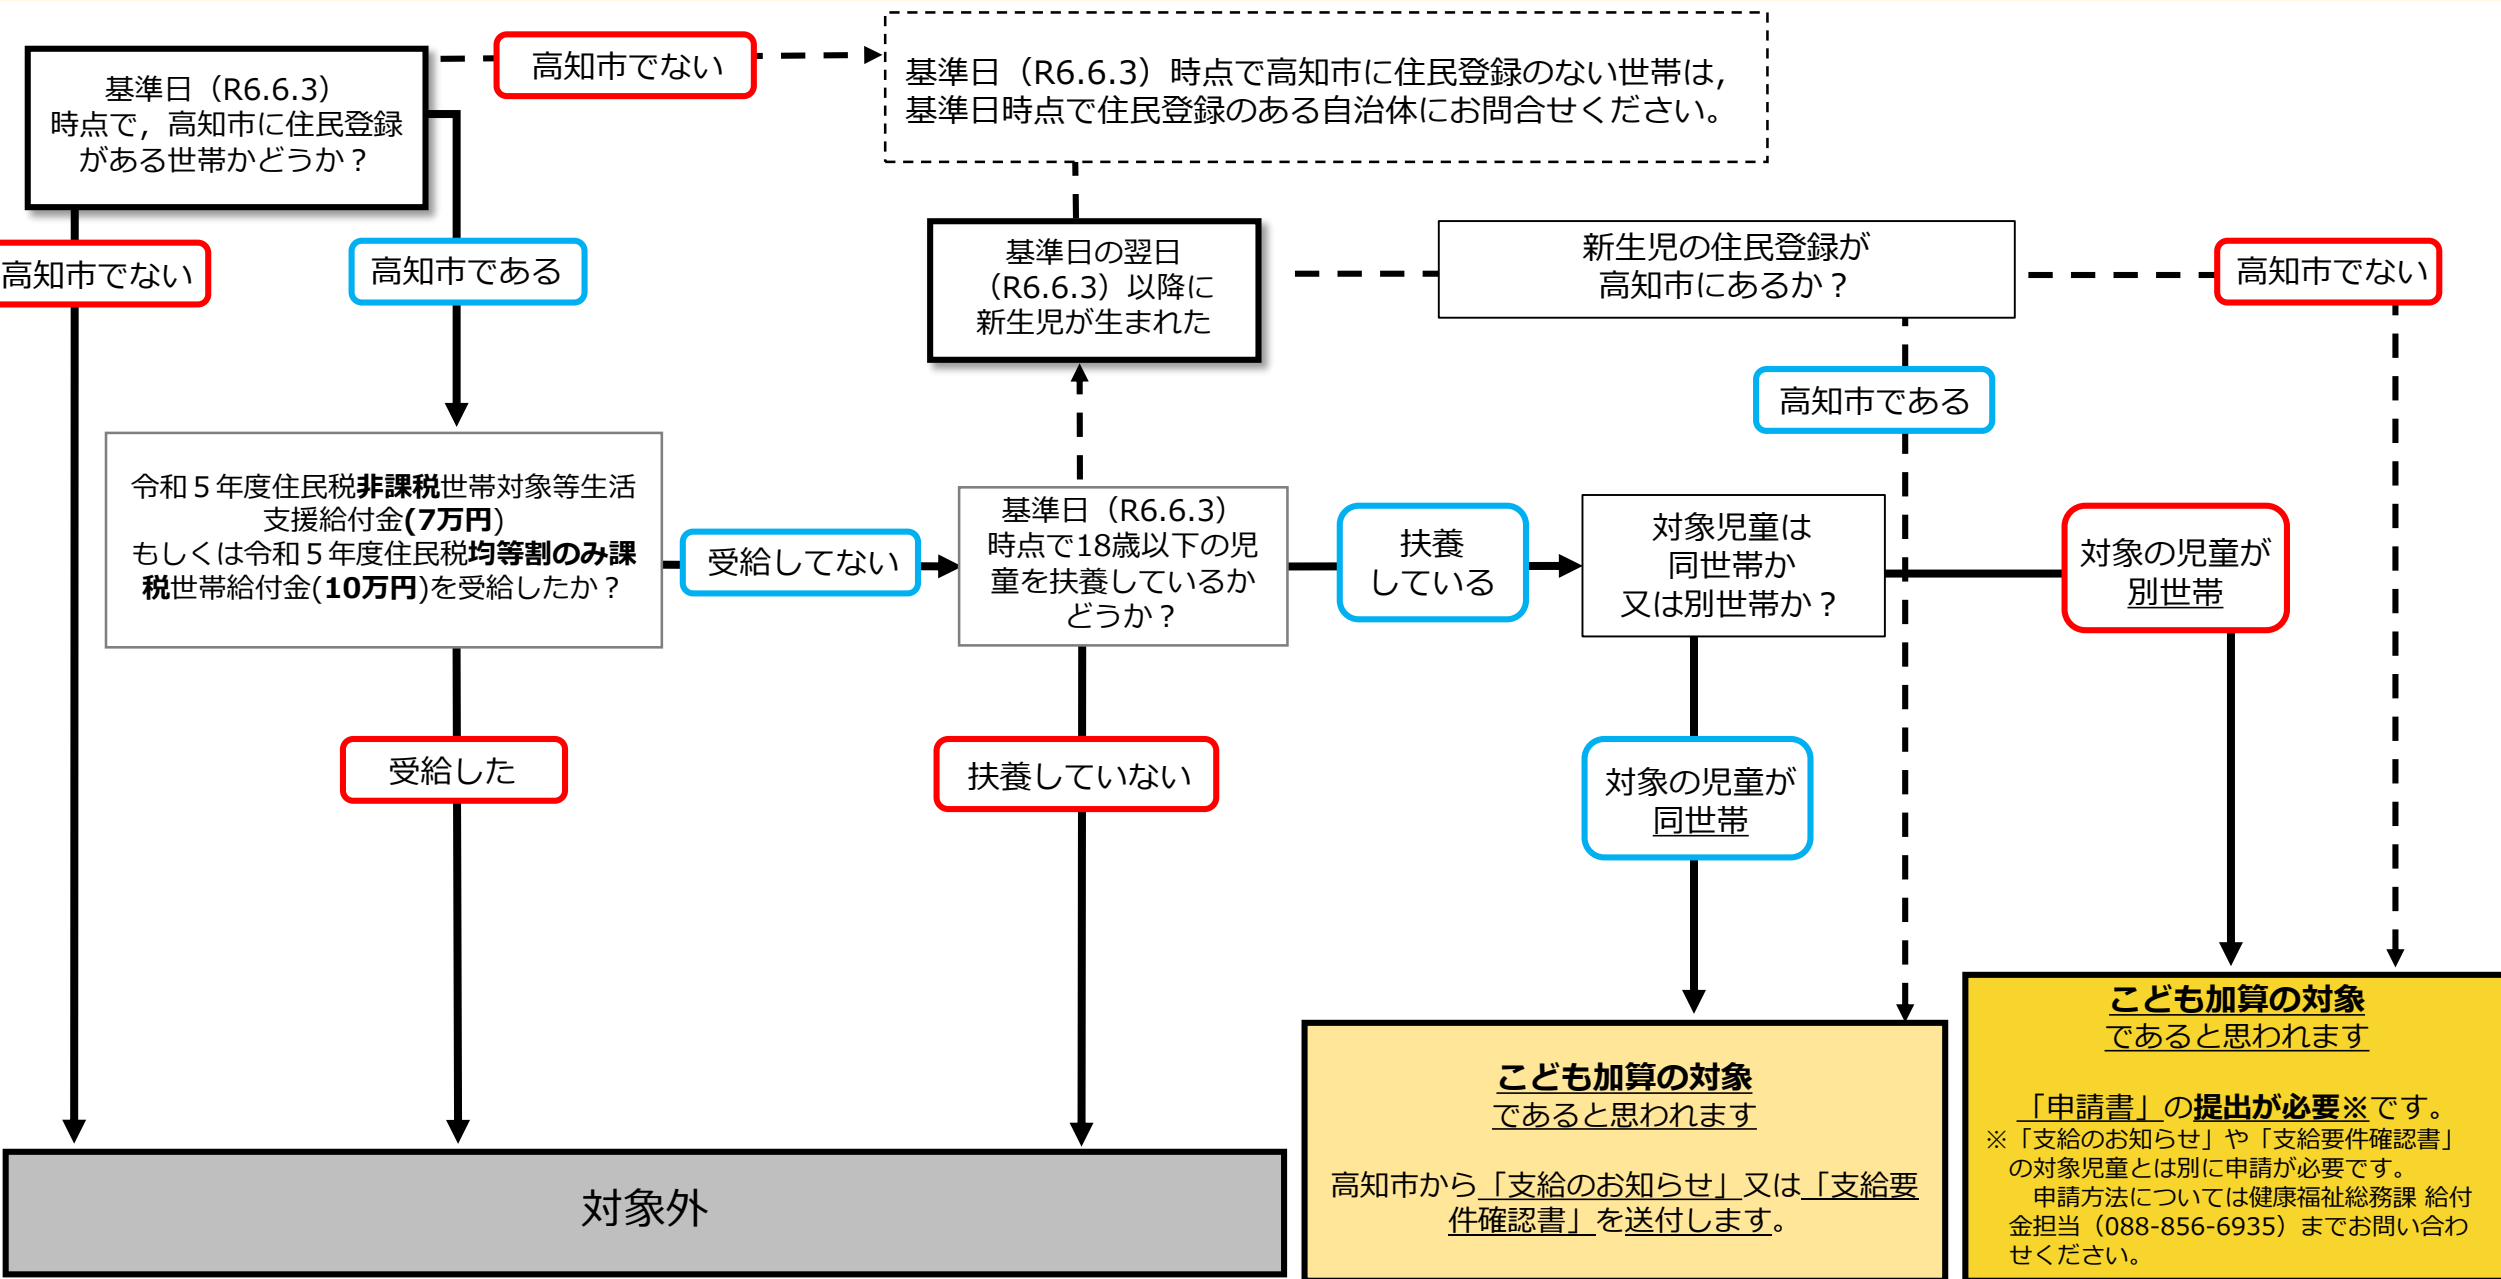 基準日（R6.6.3）
時点で，高知市に住民登録
がある世帯かどうか？
高知市でない
基準日（R6.6.3）時点で高知市に住民登録のない世帯は，
基準日時点で住民登録のある自治体にお問合せください。
高知市でない
高知市である
基準日の翌日
（R6.6.3）以降に
新生児が生まれた
新生児の住民登録が
高知市にあるか？
高知市でない
高知市である
令和５年度住民税非課税世帯対象等生活
支援給付金(7万円)
もしくは令和５年度住民税均等割のみ課
税世帯給付金(10万円)を受給したか？
受給してない
基準日（R6.6.3）
時点で18歳以下の児
童を扶養しているか
どうか？
扶養
している
対象児童は
同世帯か
又は別世帯か？
対象の児童が
別世帯
受給した
扶養していない
対象の児童が
同世帯
対象外
こども加算の対象
であると思われます
高知市から「支給のお知らせ」又は「支給要
件確認書」を送付します。
こども加算の対象
であると思われます
「申請書」の提出が必要※です。
※「支給のお知らせ」や「支給要件確認書」
の対象児童とは別に申請が必要です。
申請方法については健康福祉総務課 給付
金担当（088-856-6935）までお問い合わ
せください。